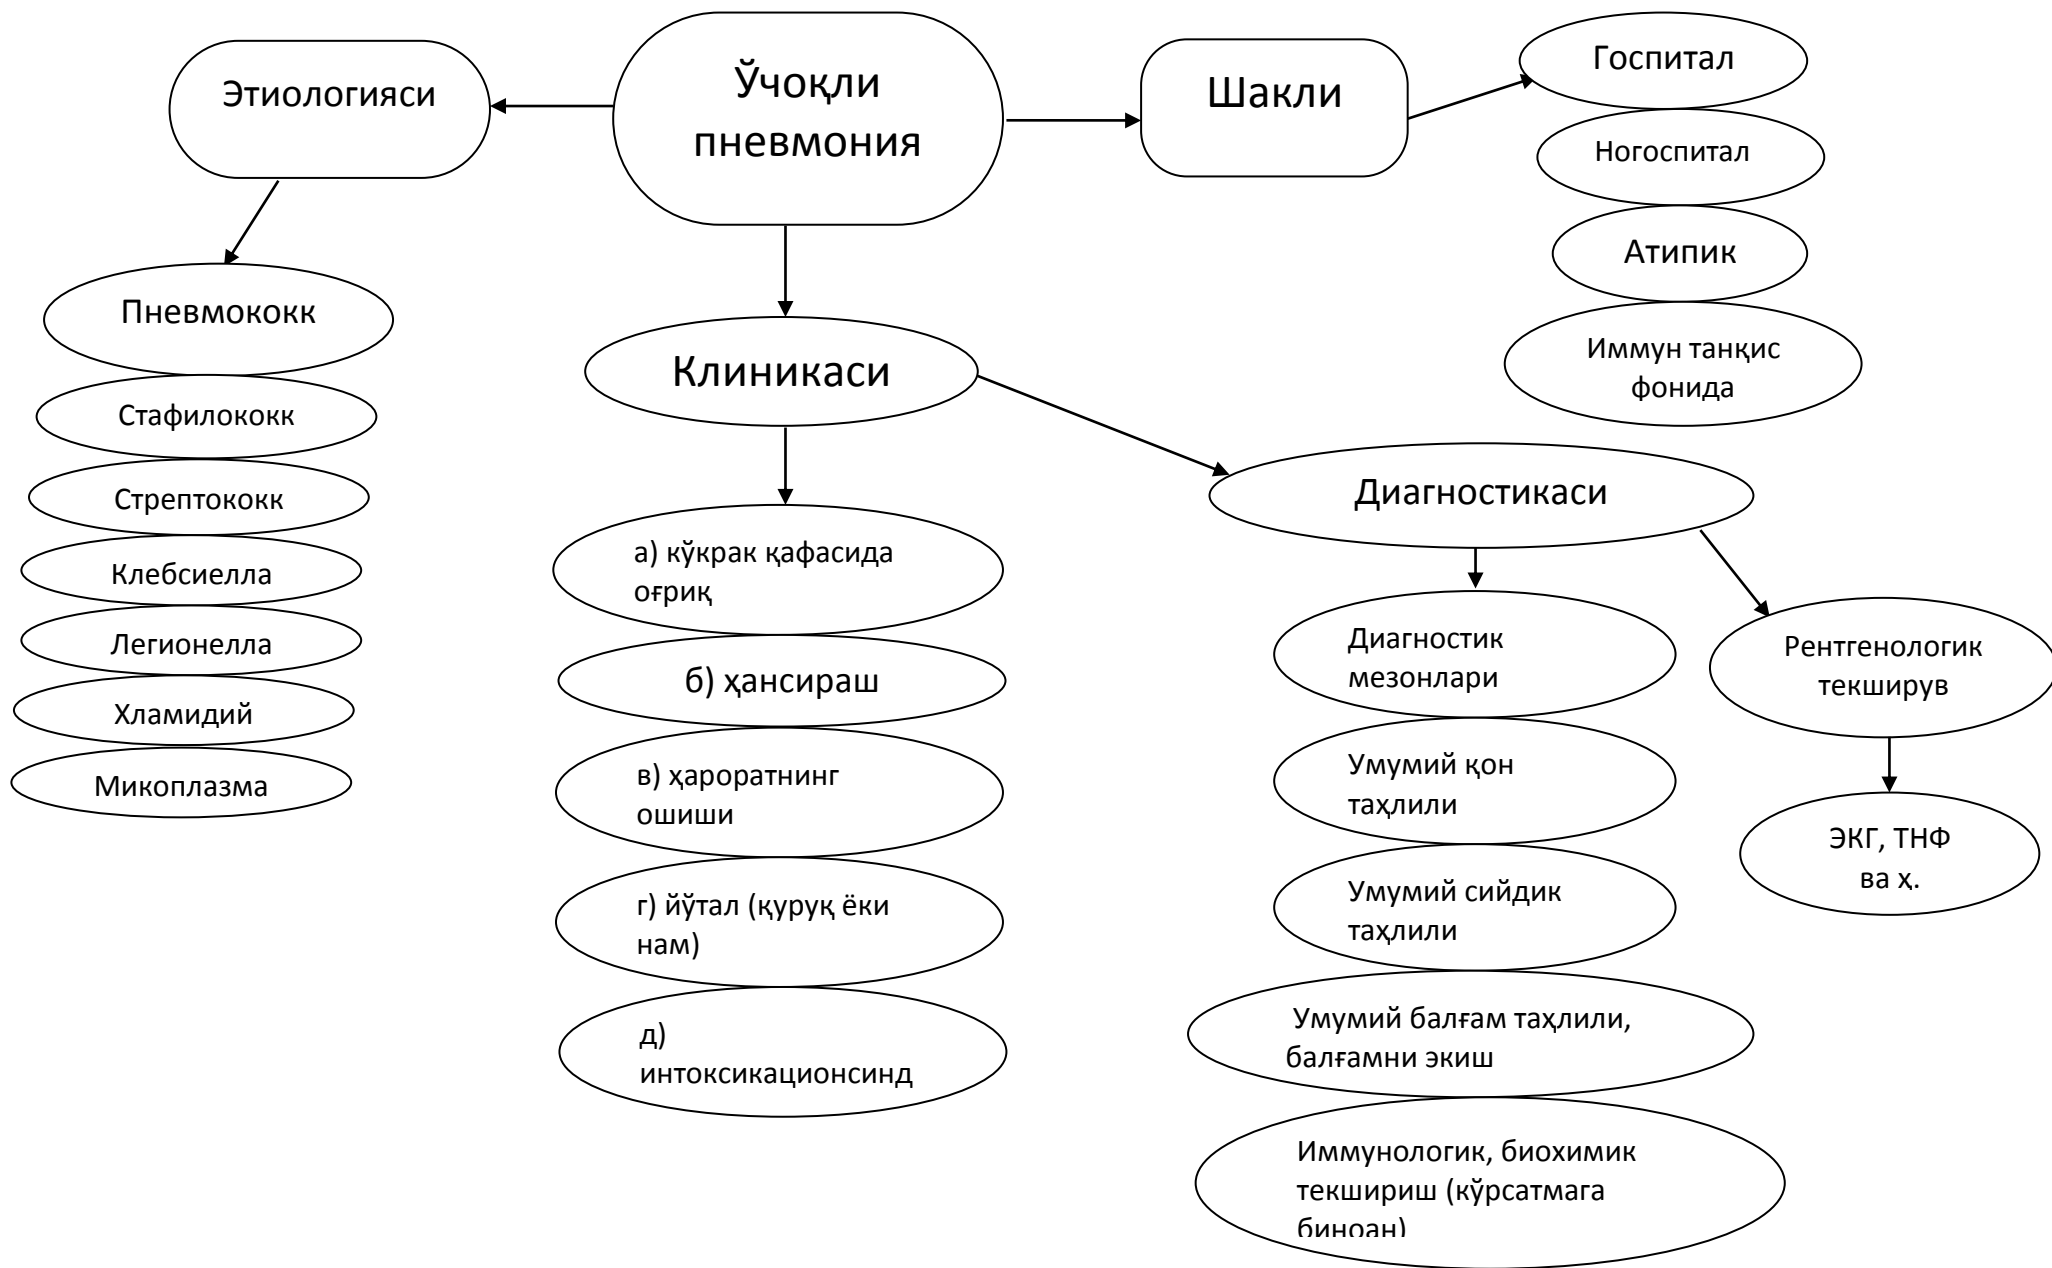 Этиологияси
Ўчоқли
пневмония
Шакли
Госпитал
Ногоспитал
Атипик
Иммун танқис
фонида
Пневмококк
Стафилококк
Стрептококк
Клебсиелла
Легионелла
Хламидий
Микоплазма
Клиникаси
а) кўкрак қафасида
оғриқ
б) ҳансираш
в) ҳароратнинг
ошиши
г) йўтал (қуруқ ёки
нам)
д)
интоксикационсинд
Диагностикаси
Диагностик
мезонлари
Умумий қон
таҳлили
Умумий сийдик
таҳлили
Умумий балғам таҳлили,
балғамни экиш
Иммунологик, биохимик
текшириш (кўрсатмага
биноан)
Рентгенологик
текширув
ЭКГ, ТНФ
ва ҳ.